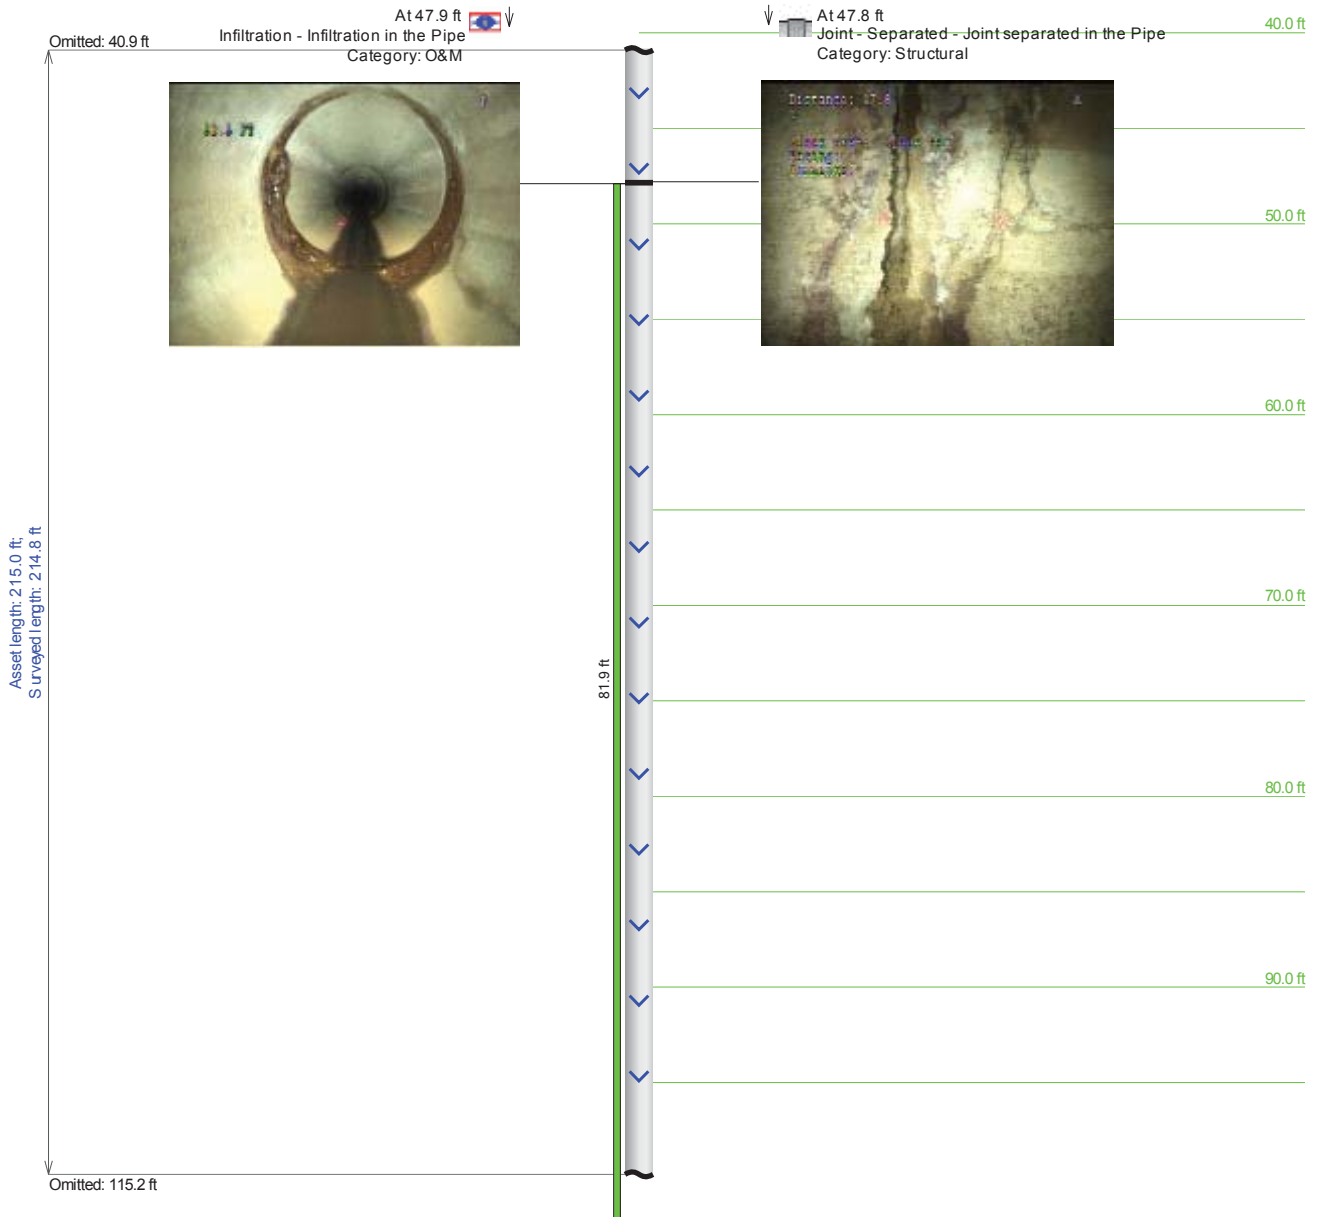 At 47.9 ft
Infiltration - Infiltration in the Pipe
Category: O&M
At 47.8 ft
Joint - Separated - Joint separated in the Pipe
Category: Structural
40.0 ft
Omitted: 40.9 ft
Distance: 47.8
50.0 ft
60.0 ft
Asset length: 215.0 ft;
Surveyed length: 214.8 ft
70.0 ft
81.9 ft
80.0 ft
90.0 ft
Omitted: 115.2 ft